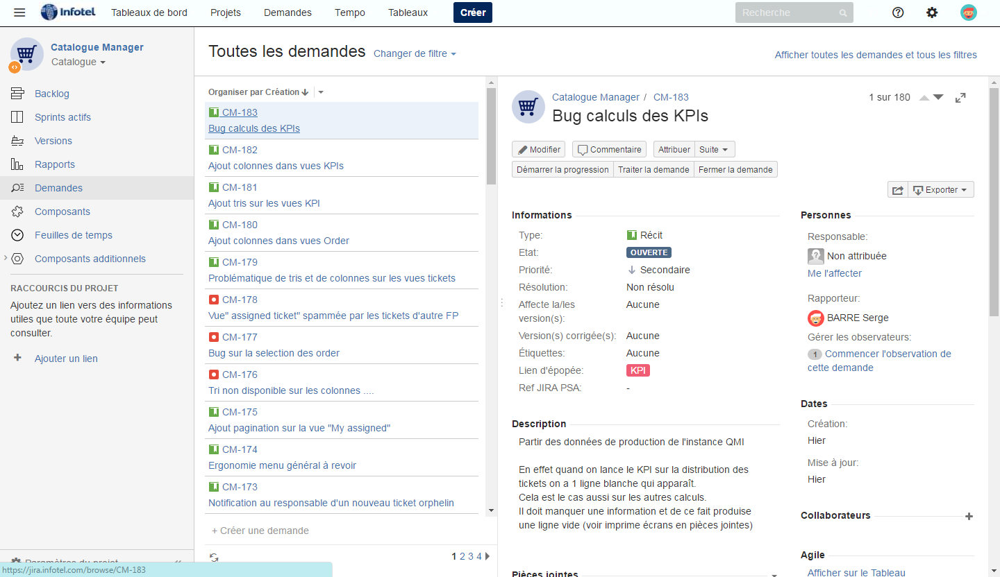 Infotel Tableaux de bord Projets Demandes Tempo Tableaux Créer Recherche
Catalogue Manager
Catalogue
Backlog
Sprints actifs
Versions
Rapports
Demandes
Composants
Feuilles de temps
Composants additionnels
RACCOURCIS DU PROJET
Ajoutez un lien vers des informations
utiles que toute votre équipe peut
consulter.
Ajouter un lien
Paramètres du projet
https://jira.infotel.com/browse/CM-183
Toutes les demandes Changer de filtre
Afficher toutes les demandes et tous les filtres
Organiser par Création
CM-183
Bug calculs des KPIs
CM-182
Ajout colonnes dans vues KPIs
CM-181
Ajout tris sur les vues KPI
CM-180
Ajout colonnes dans vues Order
CM-179
Problématique de tris et de colonnes sur les vues tickets
CM-178
Vue" assigned ticket" spammée par les tickets d'autre FP
CM-177
Bug sur la selection des order
CM-176
Tri non disponible sur les colonnes ....
CM-175
Ajout pagination sur la vue "My assigned"
CM-174
Ergonomie menu général à revoir
CM-173
Notification au responsable d'un nouveau ticket orphelin
+ Créer une demande
1 2 3 4
Catalogue Manager / CM-183
1 sur 180
Bug calculs des KPIs
Modifier Commentaire Attribuer Suite
Démarrer la progression Traiter la demande Fermer la demande
Exporter
Informations
Type: Récit
Etat: OUVERTE
Priorité: Secondaire
Résolution: Non résolu
Affecte la/les Aucune
version(s):
Version(s) corrigée(s): Aucune
Étiquettes: Aucune
Lien d'épopée: KPI
Ref JIRA PSA: -
Description
Partir des données de production de l'instance QMI
En effet quand on lance le KPI sur la distribution des
tickets on a 1 ligne blanche qui apparaît.
Cela est le cas aussi sur les autres calculs.
Il doit manquer une information et de ce fait produise
une ligne vide (voir imprime écrans en pièces jointes)
Pièces jointes
Personnes
Responsable:
Non attribuée
Me l'affecter
Rapporteur:
BARRE Serge
Gérer les observateurs:
1 Commencer l'observation de
cette demande
Dates
Création:
Hier
Mise à jour:
Hier
Collaborateurs
Agile
Afficher sur le Tableau